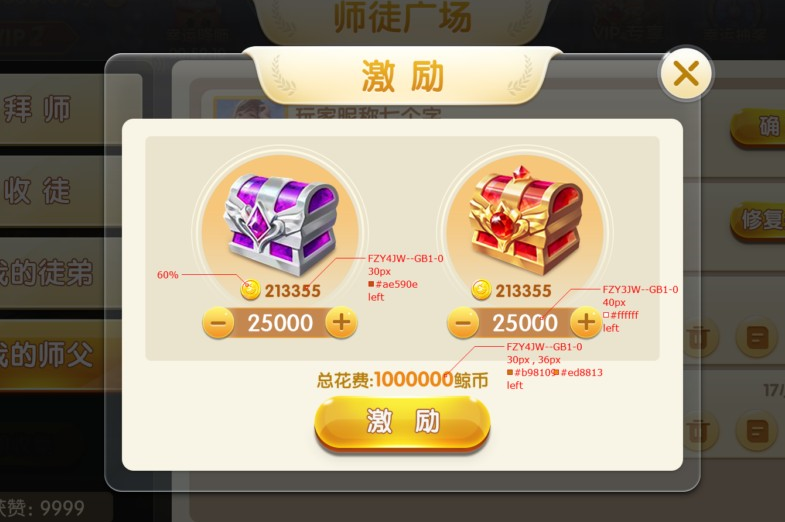 师徒广场
激励
玩家昵称七个字
拜师
收徒
我的徒弟
我的师父
获赞: 9999
确
修复
60%
213355
25000
FZY4JW--GB1-0
30px
#ae590e
left
213355
25000
FZY3JW--GB1-0
40px
#ffffff
left
FZY4JW--GB1-0
30px , 36px
#b98109 #ed8813
left
总花费:1000000鲸币
激励
17/